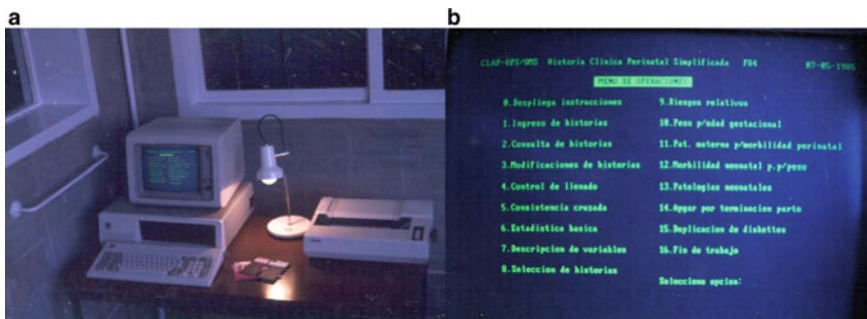 a
b
CLAP-OPS/OMS Historia Clinica Perinatal Simplificada F04 07-05-1985
MENU DE OPERACIONES
0.Despliega instrucciones
1.Ingreso de historias
2.Consulta de historias
3.Modificaciones de historias
4.Control de llenado
5.Consistencia cruzada
6.Estadistica basica
7.Descripcion de variables
8.Seleccion de historias
9.Riesgos relativos
10.Peso p/edad gestacional
11.Pat. materna p/morbilidad perinatal
12.Morbilidad neonatal p.p/peso
13.Patologias neonatales
14.Apgar por terminacion parto
15.Duplicacion de diskettes
16.Fin de trabajo
Seleccione opcion: